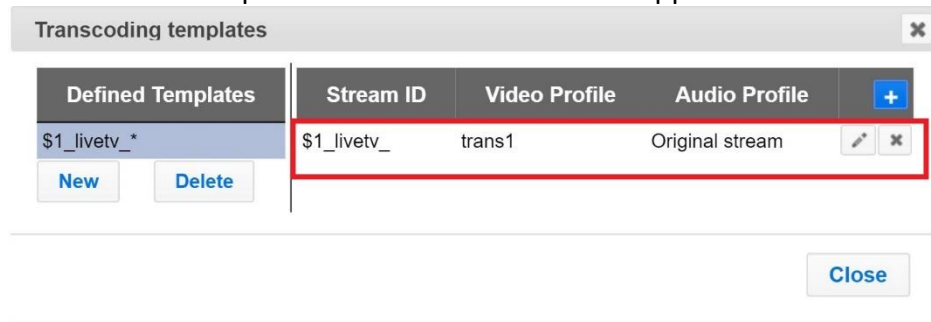 Transcoding templates
Defined Templates Stream ID Video Profile Audio Profile +
$1_livetv_* $1_livetv_ trans1 Original stream
New Delete
Close